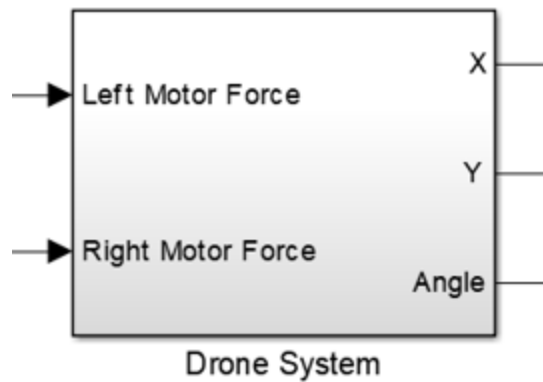 X
Left Motor Force
Y
Right Motor Force
Angle
Drone System